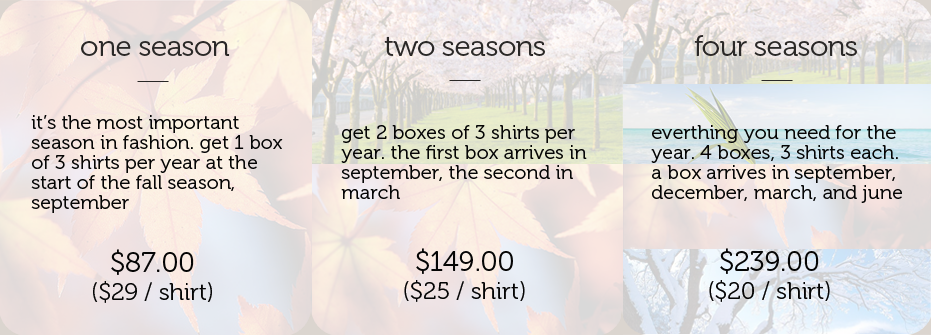 one season
it's the most important
season in fashion. get 1 box
of 3 shirts per year at the
start of the fall season,
september
$87.00
($29 / shirt)
two seasons
get 2 boxes of 3 shirts per
year. the first box arrives in
september, the second in
march
$149.00
($25 / shirt)
four seasons
everthing you need for the
year. 4 boxes, 3 shirts each.
a box arrives in september,
december, march, and june
$239.00
($20 / shirt)